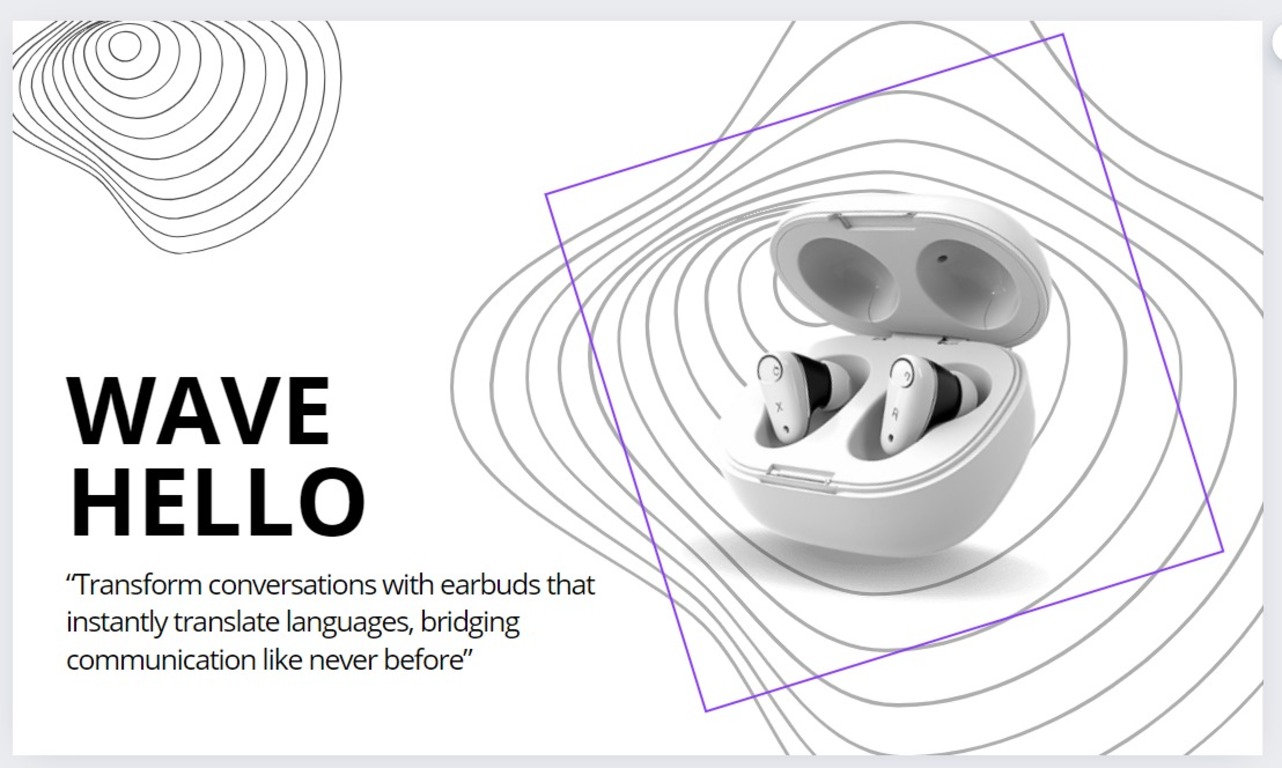 WAVE
HELLO
“Transform conversations with earbuds that
instantly translate languages, bridging
communication like never before”